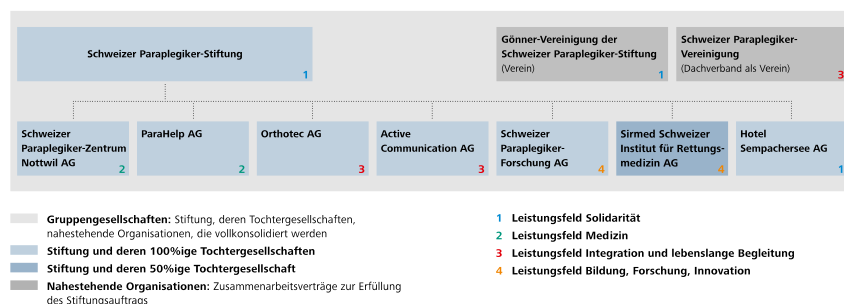 Schweizer Paraplegiker-Stiftung
1
Gönner-Vereinigung der
Schweizer Paraplegiker-Stiftung
(Verein)
1
Schweizer Paraplegiker-
Vereinigung
(Dachverband als Verein)
3
Schweizer
Paraplegiker-Zentrum
Nottwil AG
2
ParaHelp AG
2
Orthotec AG
3
Active
Communication AG
3
Schweizer
Paraplegiker-
Forschung AG
4
Sirmed Schweizer
Institut für Rettungs-
medizin AG
4
Hotel
Sempachersee AG
1
Gruppengesellschaften: Stiftung, deren Tochtergesellschaften,
nahestehende Organisationen, die vollkonsolidiert werden
Stiftung und deren 100%ige Tochtergesellschaften
Stiftung und deren 50%ige Tochtergesellschaft
Nahestehende Organisationen: Zusammenarbeitsverträge zur Erfüllung
des Stiftungsauftrags
1 Leistungsfeld Solidarität
2 Leistungsfeld Medizin
3 Leistungsfeld Integration und lebenslange Begleitung
4 Leistungsfeld Bildung, Forschung, Innovation